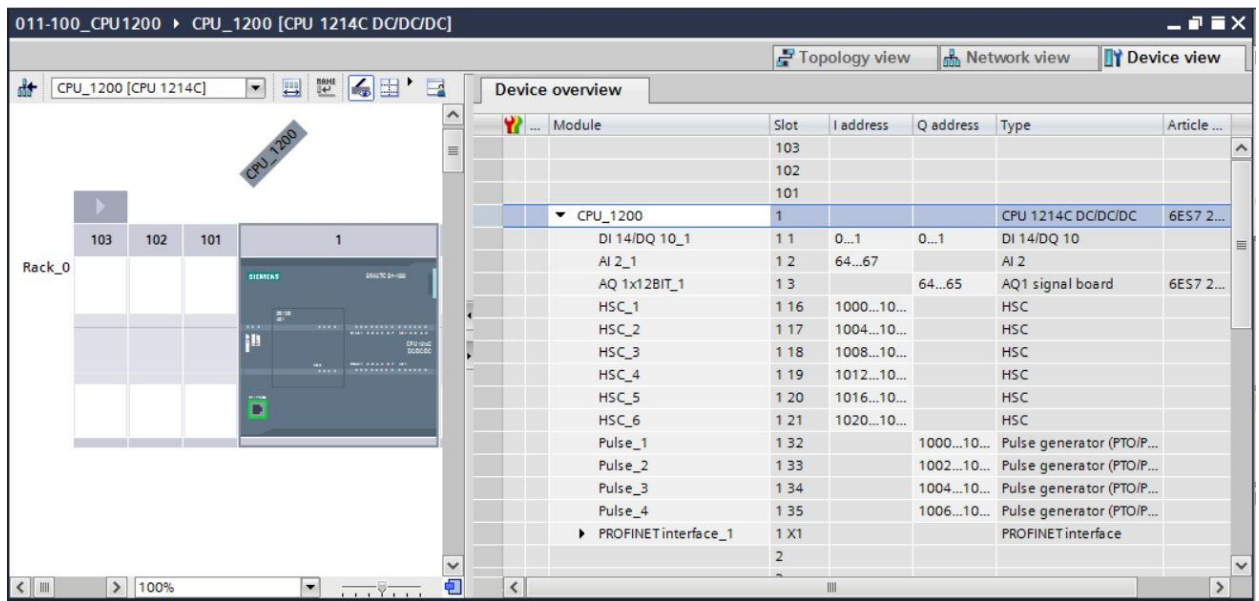 011-100_CPU1200 ▸ CPU_1200 [CPU 1214C DC/DC/DC]
Topology view Network view Device view
CPU_1200 [CPU 1214C]
CPU_1200
103 102 101 1
Rack_0
SIEMENS
100%
Device overview
... Module Slot I address Q address Type Article ...
103
102
101
CPU_1200 1 CPU 1214C DC/DC/DC 6ES7 2...
DI 14/DQ 10_1 1 1 0...1 0...1 DI 14/DQ 10
AI 2_1 1 2 64...67 AI 2
AQ 1x12BIT_1 1 3 64...65 AQ1 signal board 6ES7 2...
HSC_1 1 16 1000...10... HSC
HSC_2 1 17 1004...10... HSC
HSC_3 1 18 1008...10... HSC
HSC_4 1 19 1012...10... HSC
HSC_5 1 20 1016...10... HSC
HSC_6 1 21 1020...10... HSC
Pulse_1 1 32 1000...10... Pulse generator (PTO/P...
Pulse_2 1 33 1002...10... Pulse generator (PTO/P...
Pulse_3 1 34 1004...10... Pulse generator (PTO/P...
Pulse_4 1 35 1006...10... Pulse generator (PTO/P...
PROFINET interface_1 1 X1 PROFINET interface
2